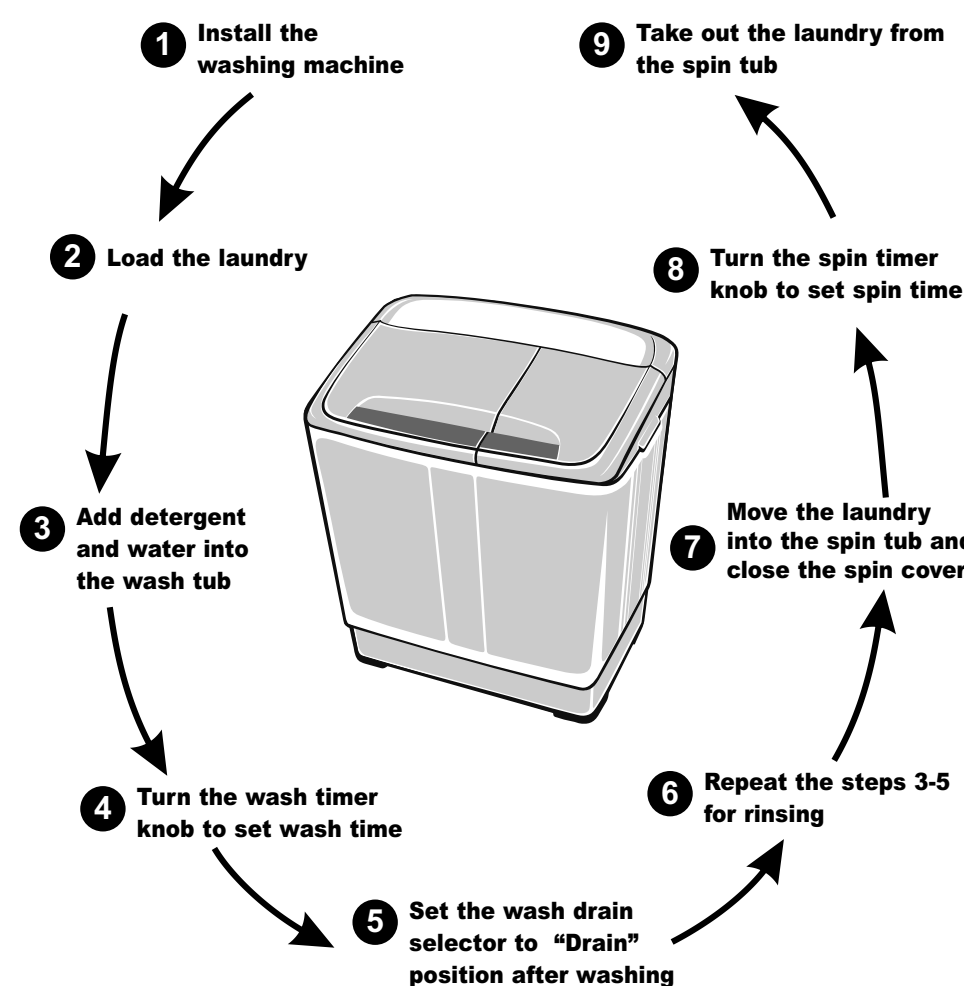 1 Install the
washing machine
2 Load the laundry
3 Add detergent
and water into
the wash tub
4 Turn the wash timer
knob to set wash time
5 Set the wash drain
selector to “Drain”
position after washing
6 Repeat the steps 3-5
for rinsing
7 Move the laundry
into the spin tub and
close the spin cover
8 Turn the spin timer
knob to set spin time
9 Take out the laundry from
the spin tub